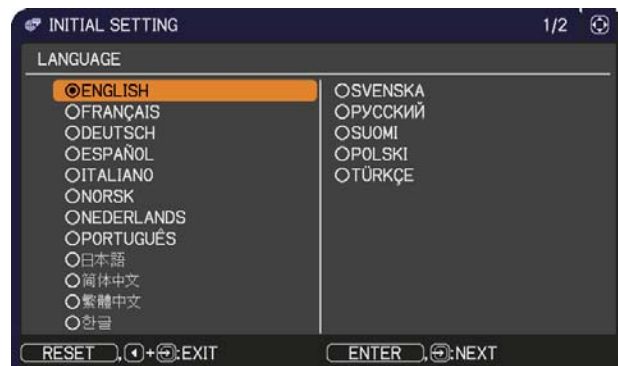 INITIAL SETTING 1/2
LANGUAGE
ENGLISH
FRANÇAIS
DEUTSCH
ESPAÑOL
ITALIANO
NORSK
NEDERLANDS
PORTUGUÊS
日本語
简体中文
繁體中文
한글
SVENSKA
РУССКИЙ
SUOMI
POLSKI
TÜRKÇE
RESET ,+:EXIT
ENTER ,:NEXT